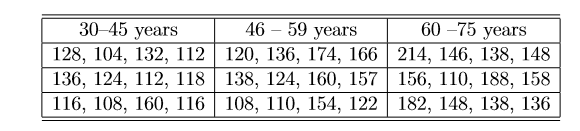 30–45 years 46 – 59 years 60 –75 years
128, 104, 132, 112 120, 136, 174, 166 214, 146, 138, 148
136, 124, 112, 118 138, 124, 160, 157 156, 110, 188, 158
116, 108, 160, 116 108, 110, 154, 122 182, 148, 138, 136